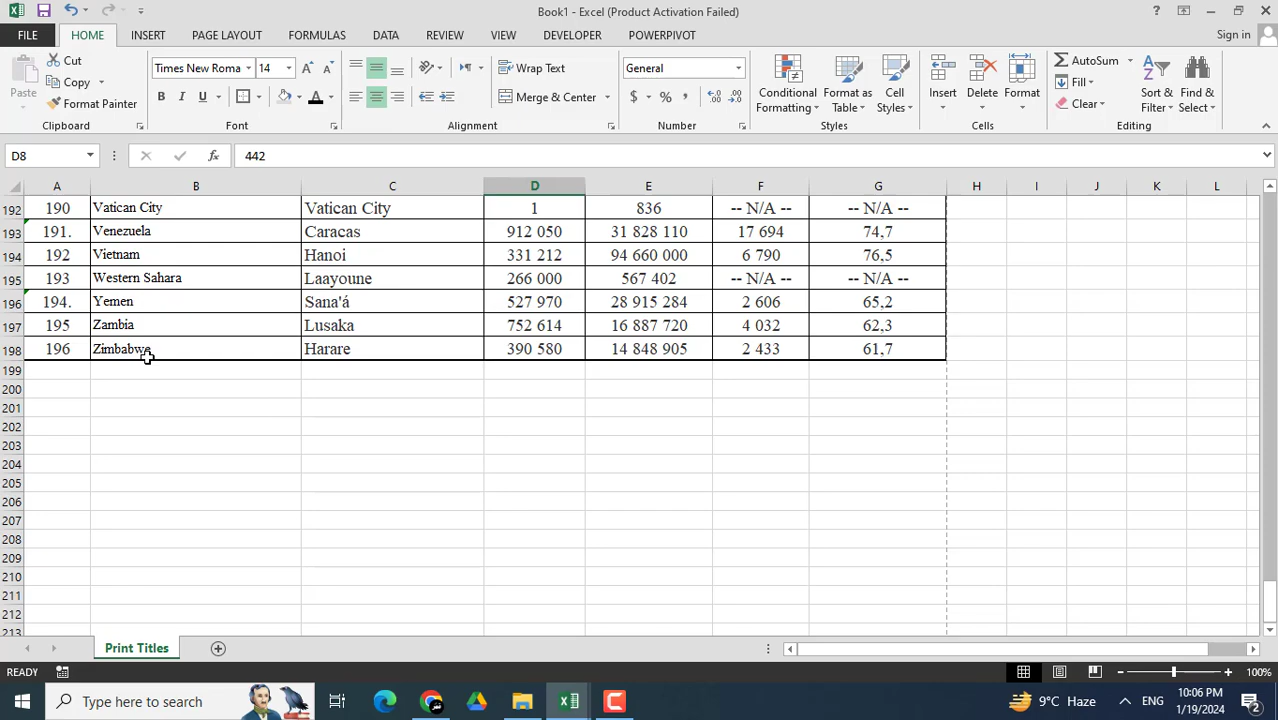 Book1 - Excel (Product Activation Failed)
?
FILE HOME INSERT PAGE LAYOUT FORMULAS DATA REVIEW VIEW DEVELOPER POWERPIVOT Sign in
Paste
Cut
Copy
Format Painter
Clipboard
Times New Roma 14
B I U
Font
Wrap Text
Merge & Center
Alignment
General
$ % ,
Number
Conditional Formatting
Format as Table
Cell Styles
Styles
Insert Delete Format
Cells
AutoSum
Fill
Clear
Sort & Filter
Find & Select
Editing
D8 fx 442
A B C D E F G H I J K L
192 190 Vatican City Vatican City 1 836 -- N/A -- -- N/A --
193 191. Venezuela Caracas 912 050 31 828 110 17 694 74,7
194 192 Vietnam Hanoi 331 212 94 660 000 6 790 76,5
195 193 Western Sahara Laayoune 266 000 567 402 -- N/A -- -- N/A --
196 194. Yemen Sana'á 527 970 28 915 284 2 606 65,2
197 195 Zambia Lusaka 752 614 16 887 720 4 032 62,3
198 196 Zimbabwe Harare 390 580 14 848 905 2 433 61,7
199
200
201
202
203
204
205
206
207
208
209
210
211
212
213
Print Titles
READY 100%
Type here to search
9°C Haze ENG 10:06 PM
1/19/2024 2